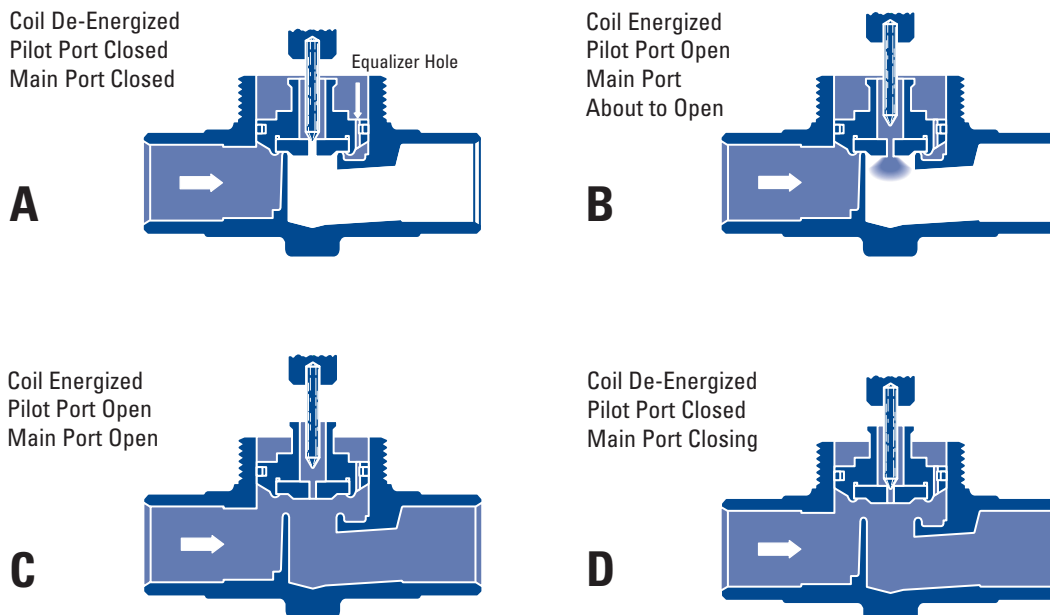 Coil De-Energized
Pilot Port Closed
Main Port Closed
Equalizer Hole
A
Coil Energized
Pilot Port Open
Main Port
About to Open
B
Coil Energized
Pilot Port Open
Main Port Open
C
Coil De-Energized
Pilot Port Closed
Main Port Closing
D